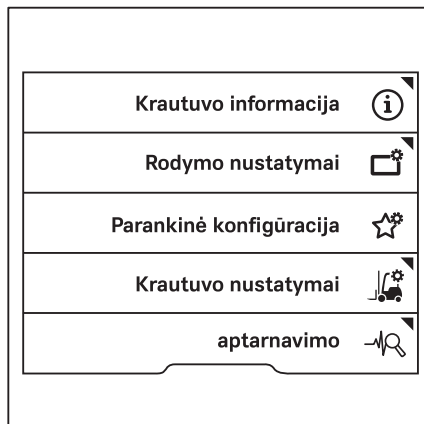 Krautuvo informacija
Rodymo nustatymai
Parankinė konfigūracija
Krautuvo nustatymai
aptarnavimo